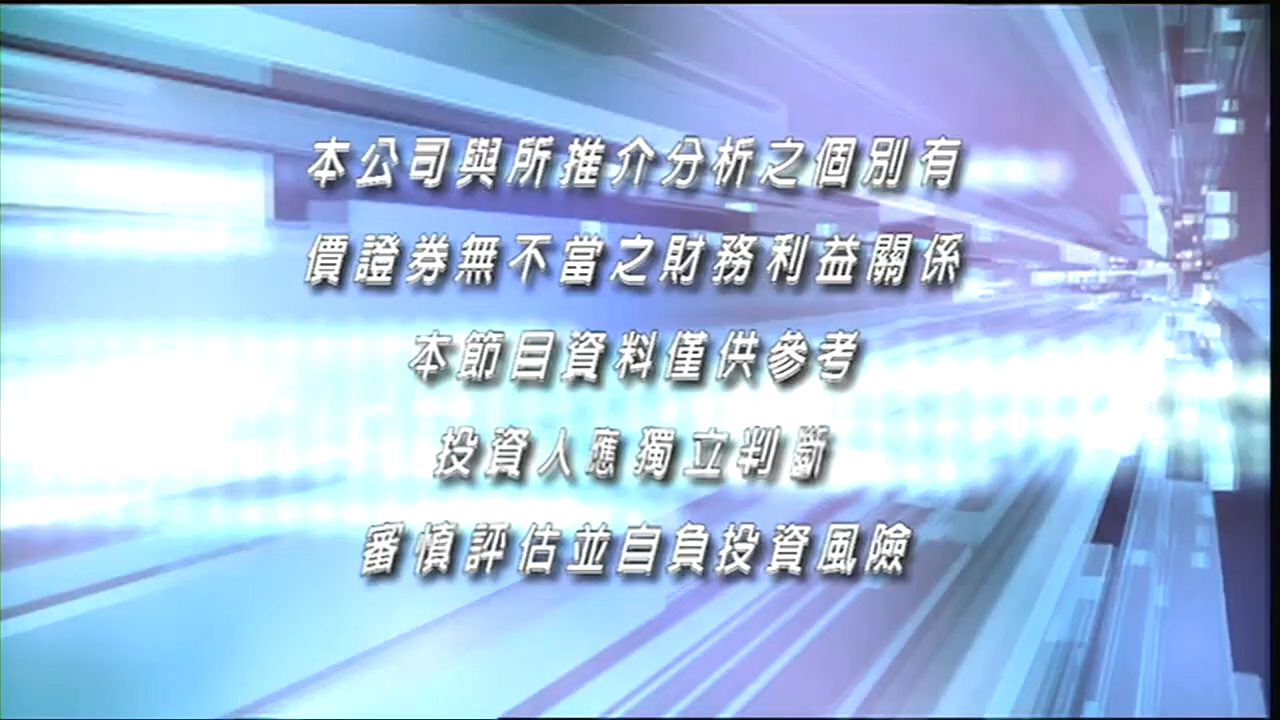 本公司與所推介分析之個別有
價證券無不當之財務利益關係
本節目資料僅供參考
投資人應獨立判斷
審慎評估並自負投資風險